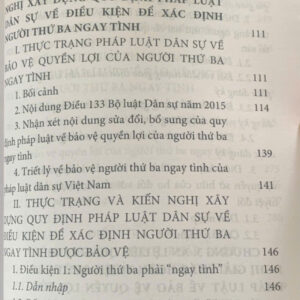 NGHỊ XÂY DỰNG QUY ĐỊNH PHÁP LUẬT
DÂN SỰ VỀ ĐIỀU KIỆN ĐỂ XÁC ĐỊNH
NGƯỜI THỨ BA NGAY TÌNH 111
I. THỰC TRẠNG PHÁP LUẬT DÂN SỰ VỀ
BẢO VỆ QUYỀN LỢI CỦA NGƯỜI THỨ BA
NGAY TÌNH 111
1. Bối cảnh 111
2. Nội dung Điều 133 Bộ luật Dân sự năm 2015 114
3. Nhận xét nội dung sửa đổi, bổ sung của quy
định pháp luật về bảo vệ quyền lợi của người thứ ba
ngay tình 139
4. Triết lý về bảo vệ người thứ ba ngay tình của
pháp luật dân sự Việt Nam 141
II. THỰC TRẠNG VÀ KIẾN NGHỊ XÂY
DỰNG QUY ĐỊNH PHÁP LUẬT DÂN SỰ VỀ
ĐIỀU KIỆN ĐỂ XÁC ĐỊNH NGƯỜI THỨ BA
NGAY TÌNH ĐƯỢC BẢO VỆ 146
1. Điều kiện 1: Người thứ ba phải "ngay tình" 146
1.1. Dẫn nhập 146